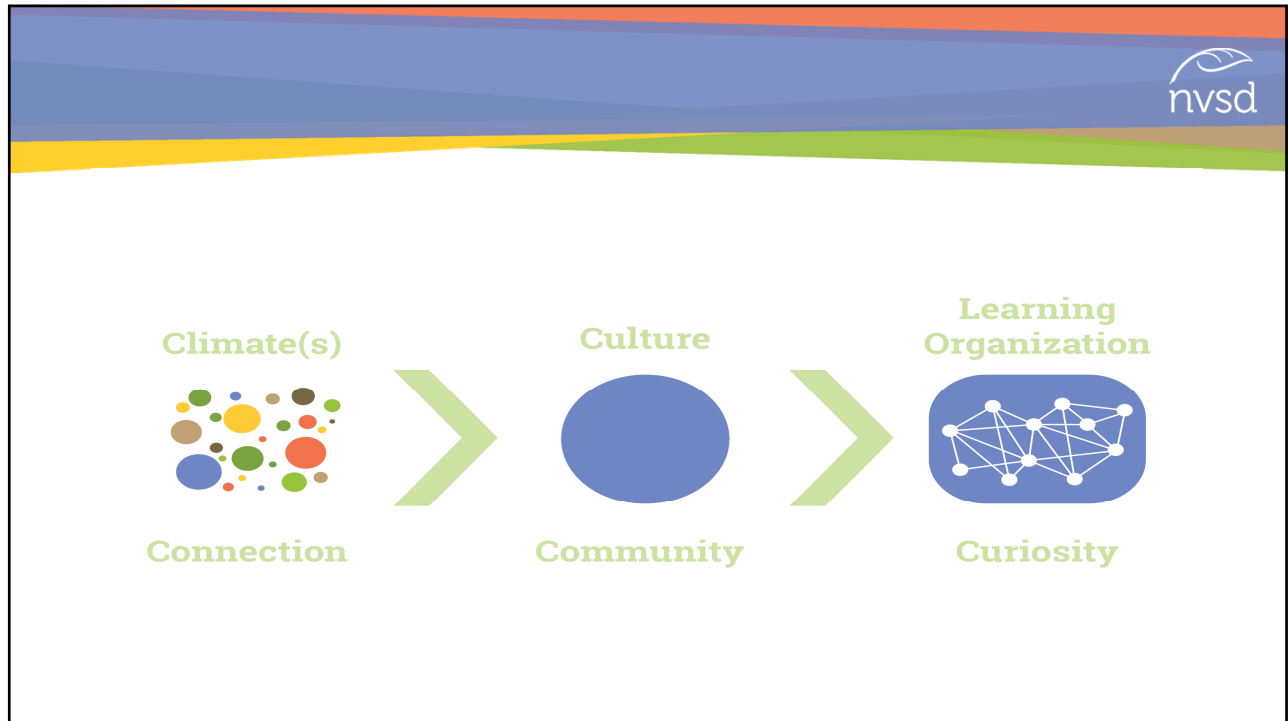 nvsd
Climate(s)
Culture
Learning
Organization
Connection
Community
Curiosity